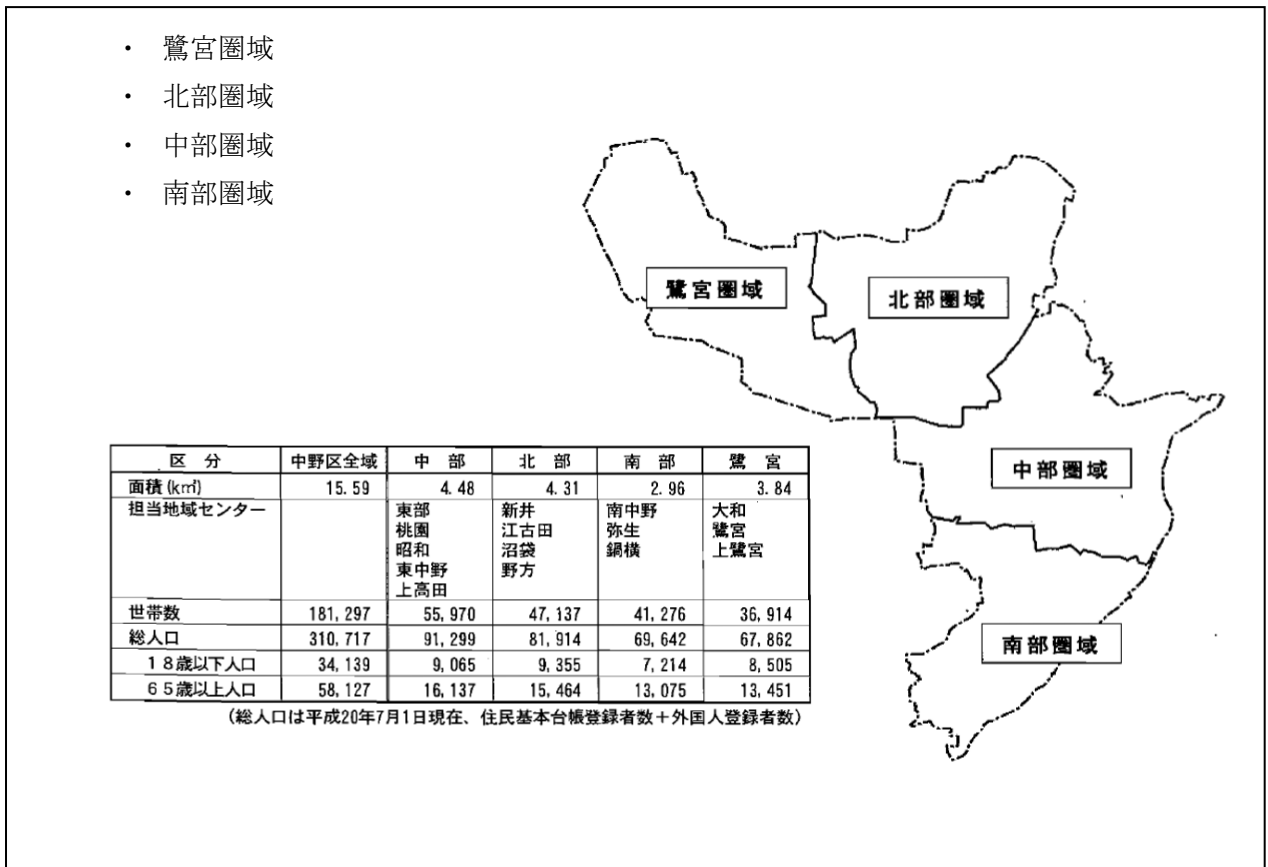 ・ 鷺宮圏域
・ 北部圏域
・ 中部圏域
・ 南部圏域
鷺宮圏域
北部圏域
中部圏域
南部圏域
区 分 中野区全域 中 部 北 部 南 部 鷺 宮
面積(k㎡) 15.59 4.48 4.31 2.96 3.84
担当地域センター 東部 新井 南中野 大和
桃園 江古田 弥生 鷺宮
昭和 沼袋 鍋横 上鷺宮
東中野 野方
上高田
世帯数 181,297 55,970 47,137 41,276 36,914
総人口 310,717 91,299 81,914 69,642 67,862
18歳以下人口 34,139 9,065 9,355 7,214 8,505
65歳以上人口 58,127 16,137 15,464 13,075 13,451
(総人口は平成20年7月1日現在、住民基本台帳登録者数+外国人登録者数)